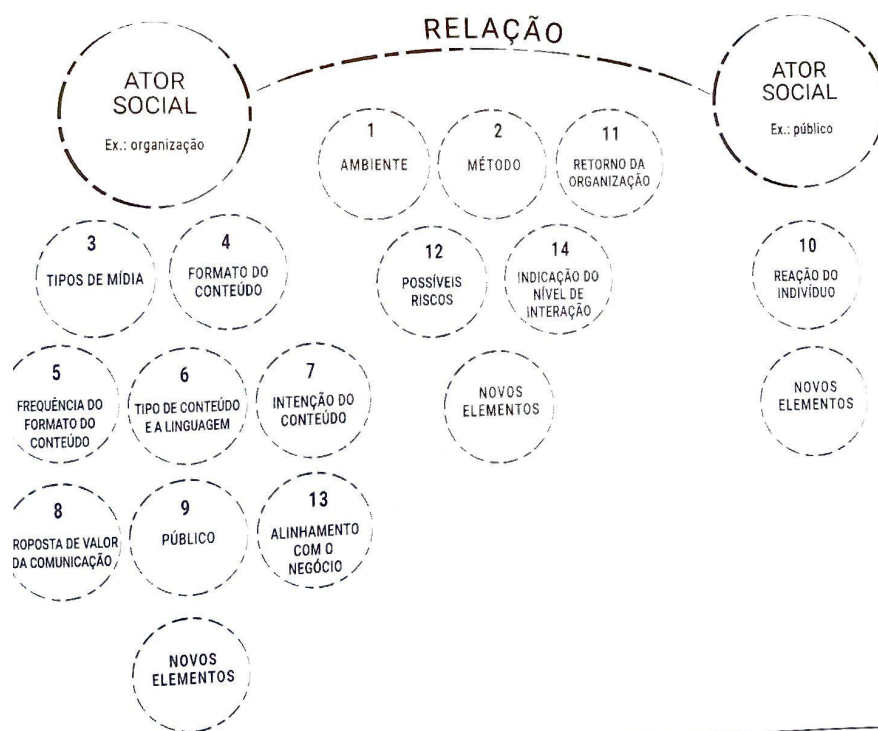 RELAÇÃO
ATOR
SOCIAL
Ex.: organização
ATOR
SOCIAL
Ex.: público
1
AMBIENTE
2
MÉTODO
11
RETORNO DA
ORGANIZAÇÃO
3
TIPOS DE MÍDIA
4
FORMATO DO
CONTEÚDO
12
POSSÍVEIS
RISCOS
14
INDICAÇÃO DO
NÍVEL DE
INTERAÇÃO
10
REAÇÃO DO
INDIVÍDUO
5
FREQUÊNCIA DO
FORMATO DO
CONTEÚDO
6
TIPO DE CONTEÚDO
E A LINGUAGEM
7
INTENÇÃO DO
CONTEÚDO
NOVOS
ELEMENTOS
NOVOS
ELEMENTOS
8
ROPOSTA DE VALOR
DA COMUNICAÇÃO
9
PÚBLICO
13
ALINHAMENTO
COM O
NEGÓCIO
NOVOS
ELEMENTOS